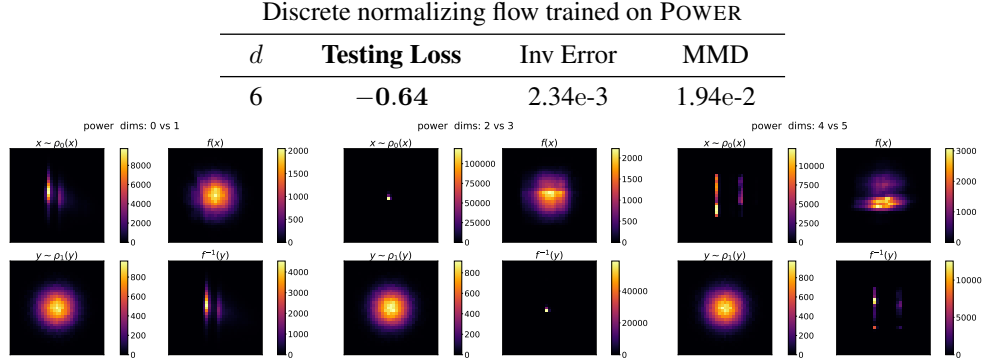 Discrete normalizing flow trained on POWER
d Testing Loss Inv Error MMD
6 −0.64 2.34e-3 1.94e-2
power dims: 0 vs 1 power dims: 2 vs 3 power dims: 4 vs 5
x ~ ρ₀(x) f(x) x ~ ρ₀(x) f(x) x ~ ρ₀(x) f(x)
8000 2000 100000 2000 12500 3000
6000 1500 75000 1500 10000 2000
4000 1000 50000 1000 7500 1000
2000 500 25000 500 5000 0
0 0 0 0 2500
0
y ~ ρ₁(y) f⁻¹(y) y ~ ρ₁(y) f⁻¹(y) y ~ ρ₁(y) f⁻¹(y)
800 4000 800 40000 800 12500
600 3000 600 20000 600 10000
400 2000 400 0 400 7500
200 1000 200 200 5000
0 0 0 0 2500
0